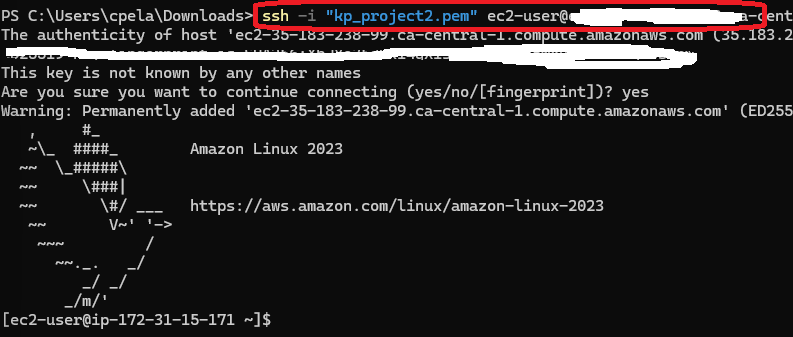 PS C:\Users\cpela\Downloads> ssh -i "kp_project2.pem" ec2-user@ a-cent
The authenticity of host 'ec2-35-183-238-99.ca-central-1.compute.amazonaws.com (35.183.2
This key is not known by any other names
Are you sure you want to continue connecting (yes/no/[fingerprint])? yes
Warning: Permanently added 'ec2-35-183-238-99.ca-central-1.compute.amazonaws.com' (ED255
   ,     #_
   ~\_  ####_        Amazon Linux 2023
  ~~  \_#####\
  ~~     \###|
  ~~       \#/ ___   https://aws.amazon.com/linux/amazon-linux-2023
   ~~       V~' '->
    ~~~         /
      ~~._.   _/
         _/ _/
       _/m/'
[ec2-user@ip-172-31-15-171 ~]$